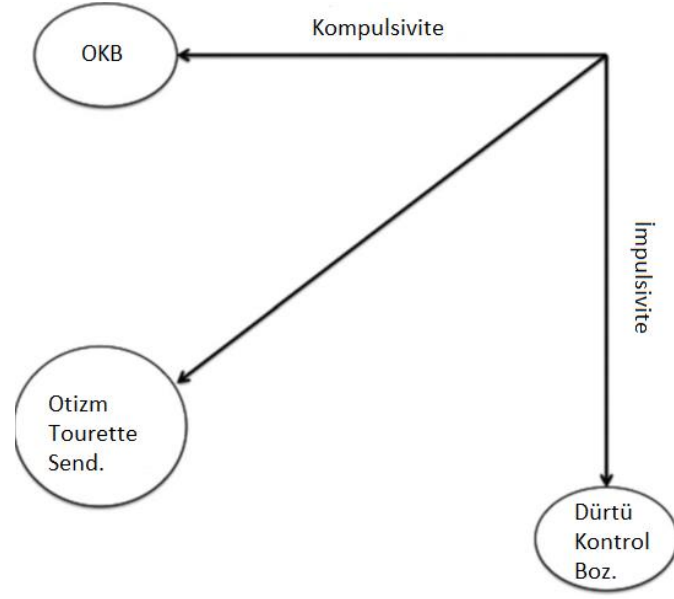 Kompulsivite
OKB
İmpulsivite
Otizm
Tourette
Send.
Dürtü
Kontrol
Boz.